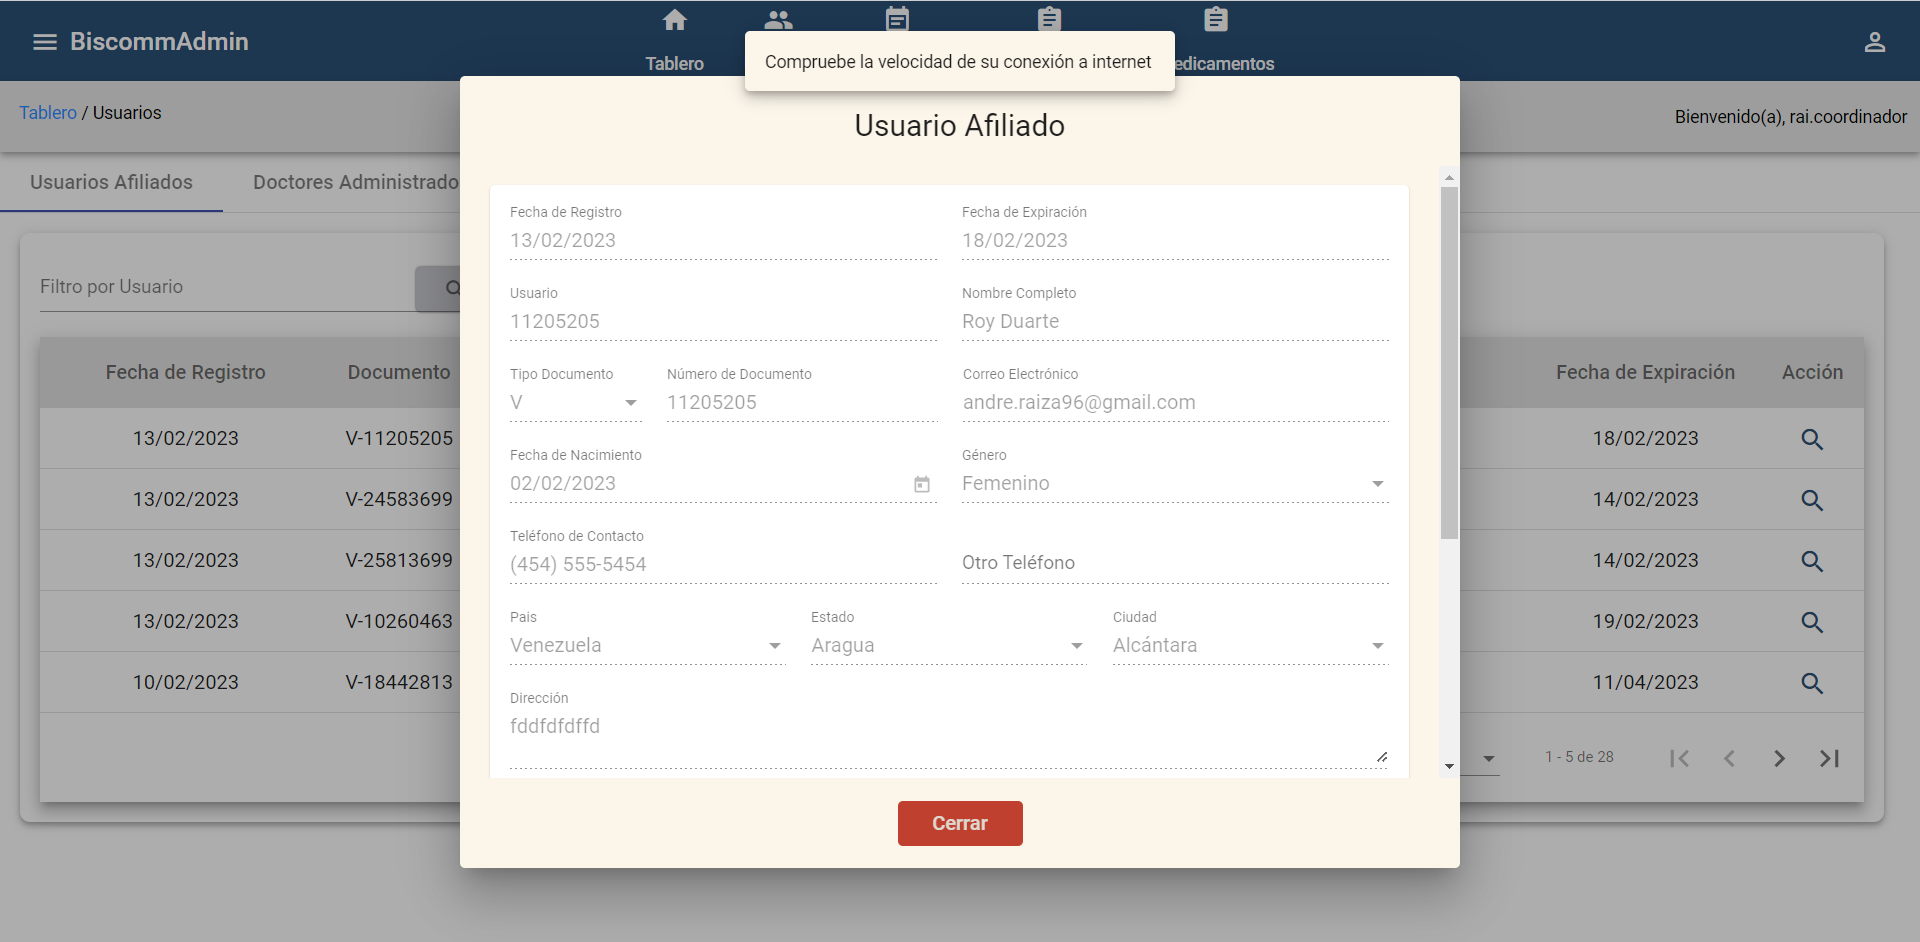 BiscommAdmin
Tablero
edicamentos
Compruebe la velocidad de su conexión a internet
Tablero / Usuarios
Bienvenido(a), rai.coordinador
Usuarios Afiliados
Doctores Administrado
Filtro por Usuario
Fecha de Registro Documento Fecha de Expiración Acción
13/02/2023 V-11205205 18/02/2023
13/02/2023 V-24583699 14/02/2023
13/02/2023 V-25813699 14/02/2023
13/02/2023 V-10260463 19/02/2023
10/02/2023 V-18442813 11/04/2023
1 - 5 de 28
Usuario Afiliado
Fecha de Registro Fecha de Expiración
13/02/2023 18/02/2023
Usuario Nombre Completo
11205205 Roy Duarte
Tipo Documento Número de Documento Correo Electrónico
V 11205205 andre.raiza96@gmail.com
Fecha de Nacimiento Género
02/02/2023 Femenino
Teléfono de Contacto
(454) 555-5454 Otro Teléfono
Pais Estado Ciudad
Venezuela Aragua Alcántara
Dirección
fddfdfdffd
Cerrar